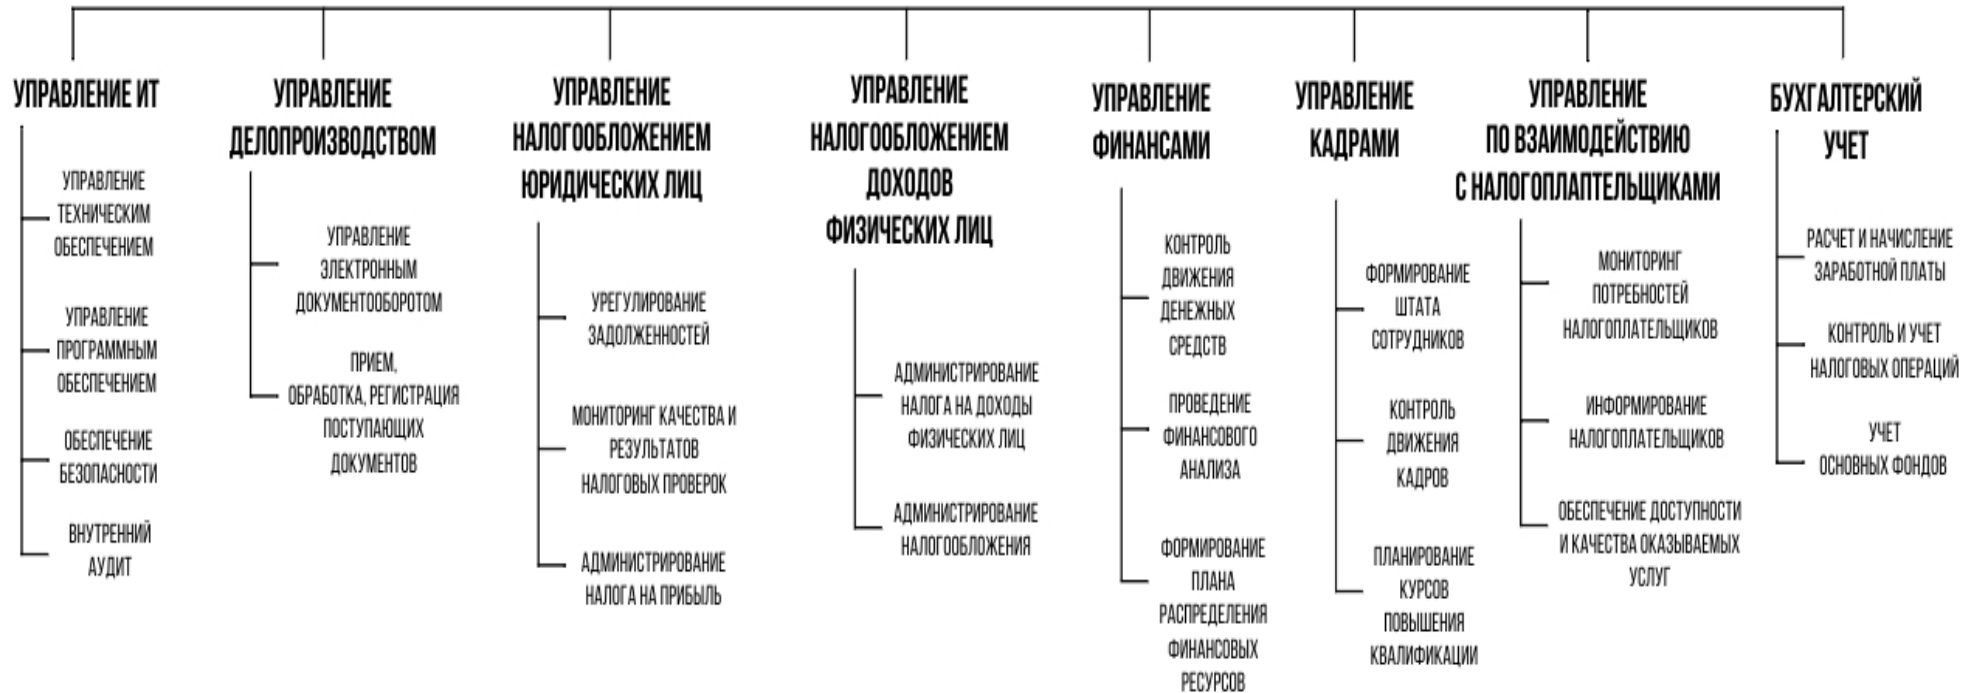 УПРАВЛЕНИЕ ИТ
УПРАВЛЕНИЕ
ТЕХНИЧЕСКИМ
ОБЕСПЕЧЕНИЕМ
УПРАВЛЕНИЕ
ПРОГРАММНЫМ
ОБЕСПЕЧЕНИЕМ
ОБЕСПЕЧЕНИЕ
БЕЗОПАСНОСТИ
ВНУТРЕННИЙ
АУДИТ
УПРАВЛЕНИЕ
ДЕЛОПРОИЗВОДСТВОМ
УПРАВЛЕНИЕ
ЭЛЕКТРОННЫМ
ДОКУМЕНТООБОРОТОМ
ПРИЕМ,
ОБРАБОТКА, РЕГИСТРАЦИЯ
ПОСТУПАЮЩИХ
ДОКУМЕНТОВ
УПРАВЛЕНИЕ
НАЛОГООБЛОЖЕНИЕМ
ЮРИДИЧЕСКИХ ЛИЦ
УРЕГУЛИРОВАНИЕ
ЗАДОЛЖЕННОСТЕЙ
МОНИТОРИНГ КАЧЕСТВА И
РЕЗУЛЬТАТОВ
НАЛОГОВЫХ ПРОВЕРОК
АДМИНИСТРИРОВАНИЕ
НАЛОГА НА ПРИБЫЛЬ
УПРАВЛЕНИЕ
НАЛОГООБЛОЖЕНИЕМ
ДОХОДОВ
ФИЗИЧЕСКИХ ЛИЦ
АДМИНИСТРИРОВАНИЕ
НАЛОГА НА ДОХОДЫ
ФИЗИЧЕСКИХ ЛИЦ
АДМИНИСТРИРОВАНИЕ
НАЛОГООБЛОЖЕНИЯ
УПРАВЛЕНИЕ
ФИНАНСАМИ
КОНТРОЛЬ
ДВИЖЕНИЯ
ДЕНЕЖНЫХ
СРЕДСТВ
ПРОВЕДЕНИЕ
ФИНАНСОВОГО
АНАЛИЗА
ФОРМИРОВАНИЕ
ПЛАНА
РАСПРЕДЕЛЕНИЯ
ФИНАНСОВЫХ
РЕСУРСОВ
УПРАВЛЕНИЕ
КАДРАМИ
ФОРМИРОВАНИЕ
ШТАТА
СОТРУДНИКОВ
КОНТРОЛЬ
ДВИЖЕНИЯ
КАДРОВ
ПЛАНИРОВАНИЕ
КУРСОВ
ПОВЫШЕНИЯ
КВАЛИФИКАЦИИ
УПРАВЛЕНИЕ
ПО ВЗАИМОДЕЙСТВИЮ
С НАЛОГОПЛАПТЕЛЬЩИКАМИ
МОНИТОРИНГ
ПОТРЕБНОСТЕЙ
НАЛОГОПЛАТЕЛЬЩИКОВ
ИНФОРМИРОВАНИЕ
НАЛОГОПЛАТЕЛЬЩИКОВ
ОБЕСПЕЧЕНИЕ ДОСТУПНОСТИ
И КАЧЕСТВА ОКАЗЫВАЕМЫХ
УСЛУГ
БУХГАЛТЕРСКИЙ
УЧЕТ
РАСЧЕТ И НАЧИСЛЕНИЕ
ЗАРАБОТНОЙ ПЛАТЫ
КОНТРОЛЬ И УЧЕТ
НАЛОГОВЫХ ОПЕРАЦИЙ
УЧЕТ
ОСНОВНЫХ ФОНДОВ